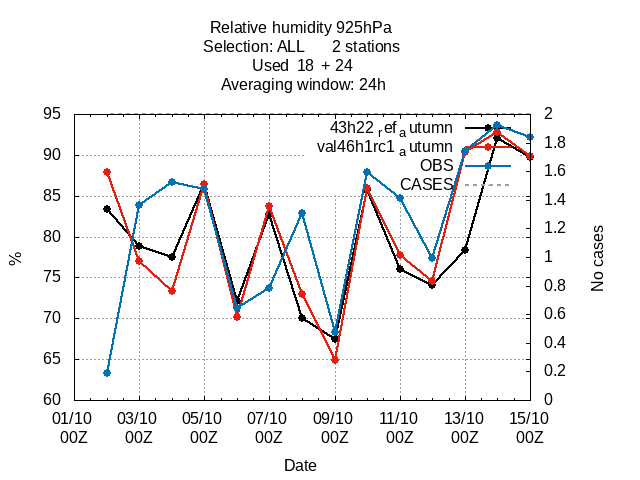 Relative humidity 925hPa
Selection: ALL 2 stations
Used 18 + 24
Averaging window: 24h
95 2
43h22 ref a utumn
val46h1rc1 a utumn
OBS
CASES
90 1.8
85 1.6
80 1.4
75 1.2
70 1
65 0.8
60 0.6
0.4
0.2
0
%
No cases
01/10 03/10 05/10 07/10 09/10 11/10 13/10 15/10
00Z 00Z 00Z 00Z 00Z 00Z 00Z 00Z
Date